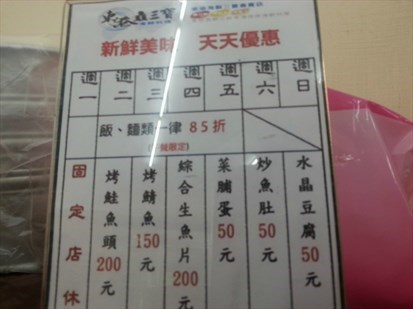 東港鱻三寶
新鮮美味 天天優惠
週一 週二 週三 週四 週五 週六 週日
飯、麵類一律 85折
固定店休
烤鮭魚頭 200元
烤鯖魚 150元
綜合生魚片 200元
菜脯蛋 50元
炒魚肚 50元
水晶豆腐 50元